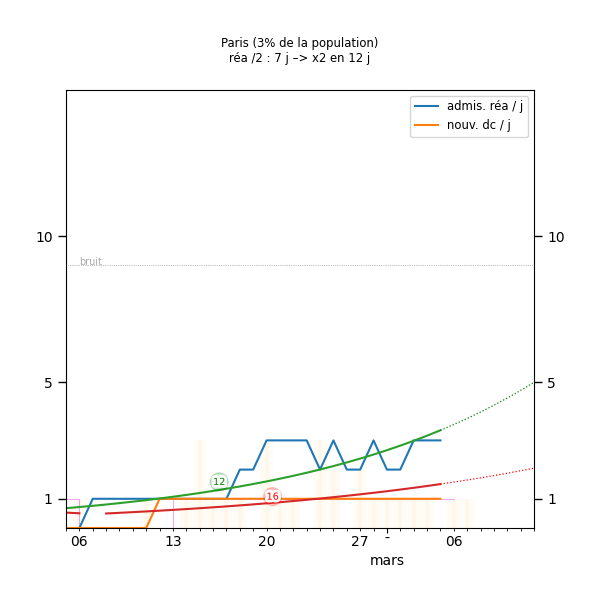 Paris (3% de la population)
réa /2 : 7 j −> x2 en 12 j
admis. réa / j
nouv. dc / j
10 10
bruit
5 5
12
16
1 1
06 13 20 27 06
mars